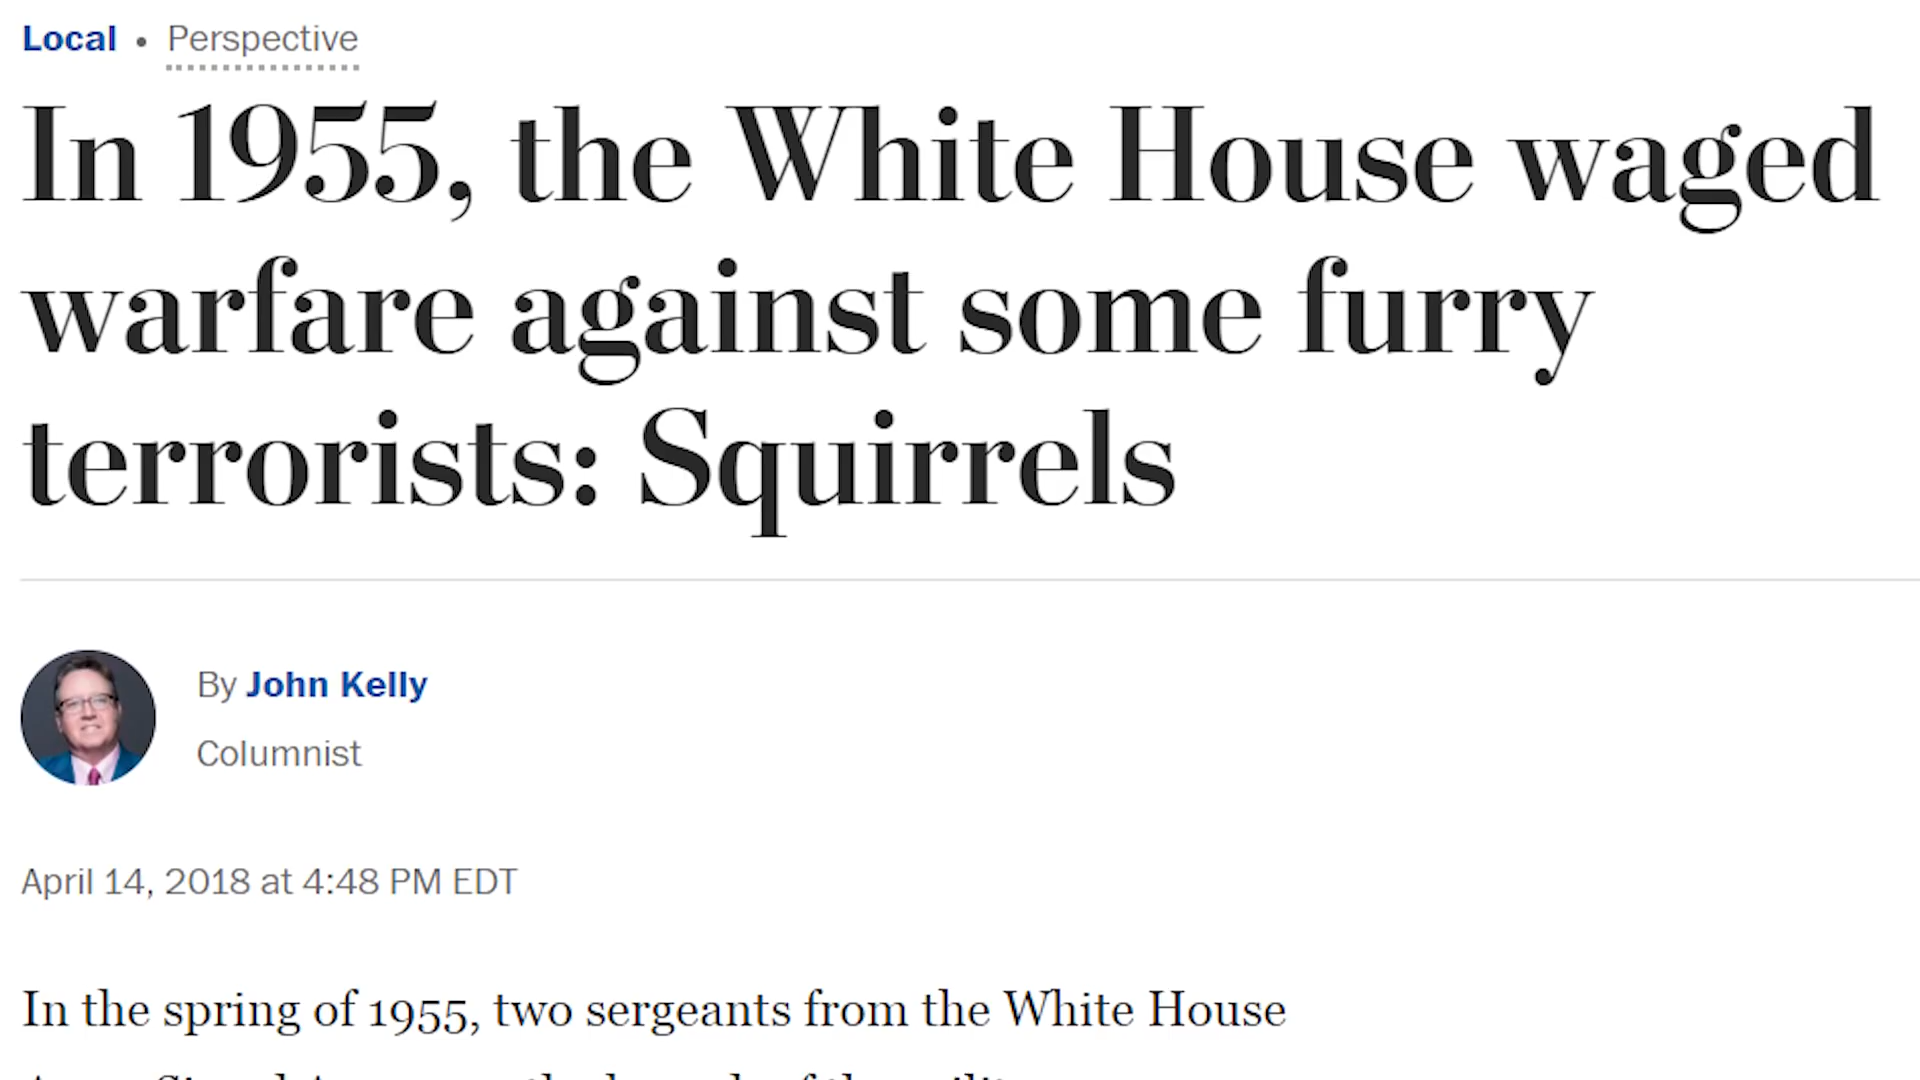 Local • Perspective
In 1955, the White House waged
warfare against some furry
terrorists: Squirrels
By John Kelly
Columnist
April 14, 2018 at 4:48 PM EDT
In the spring of 1955, two sergeants from the White House